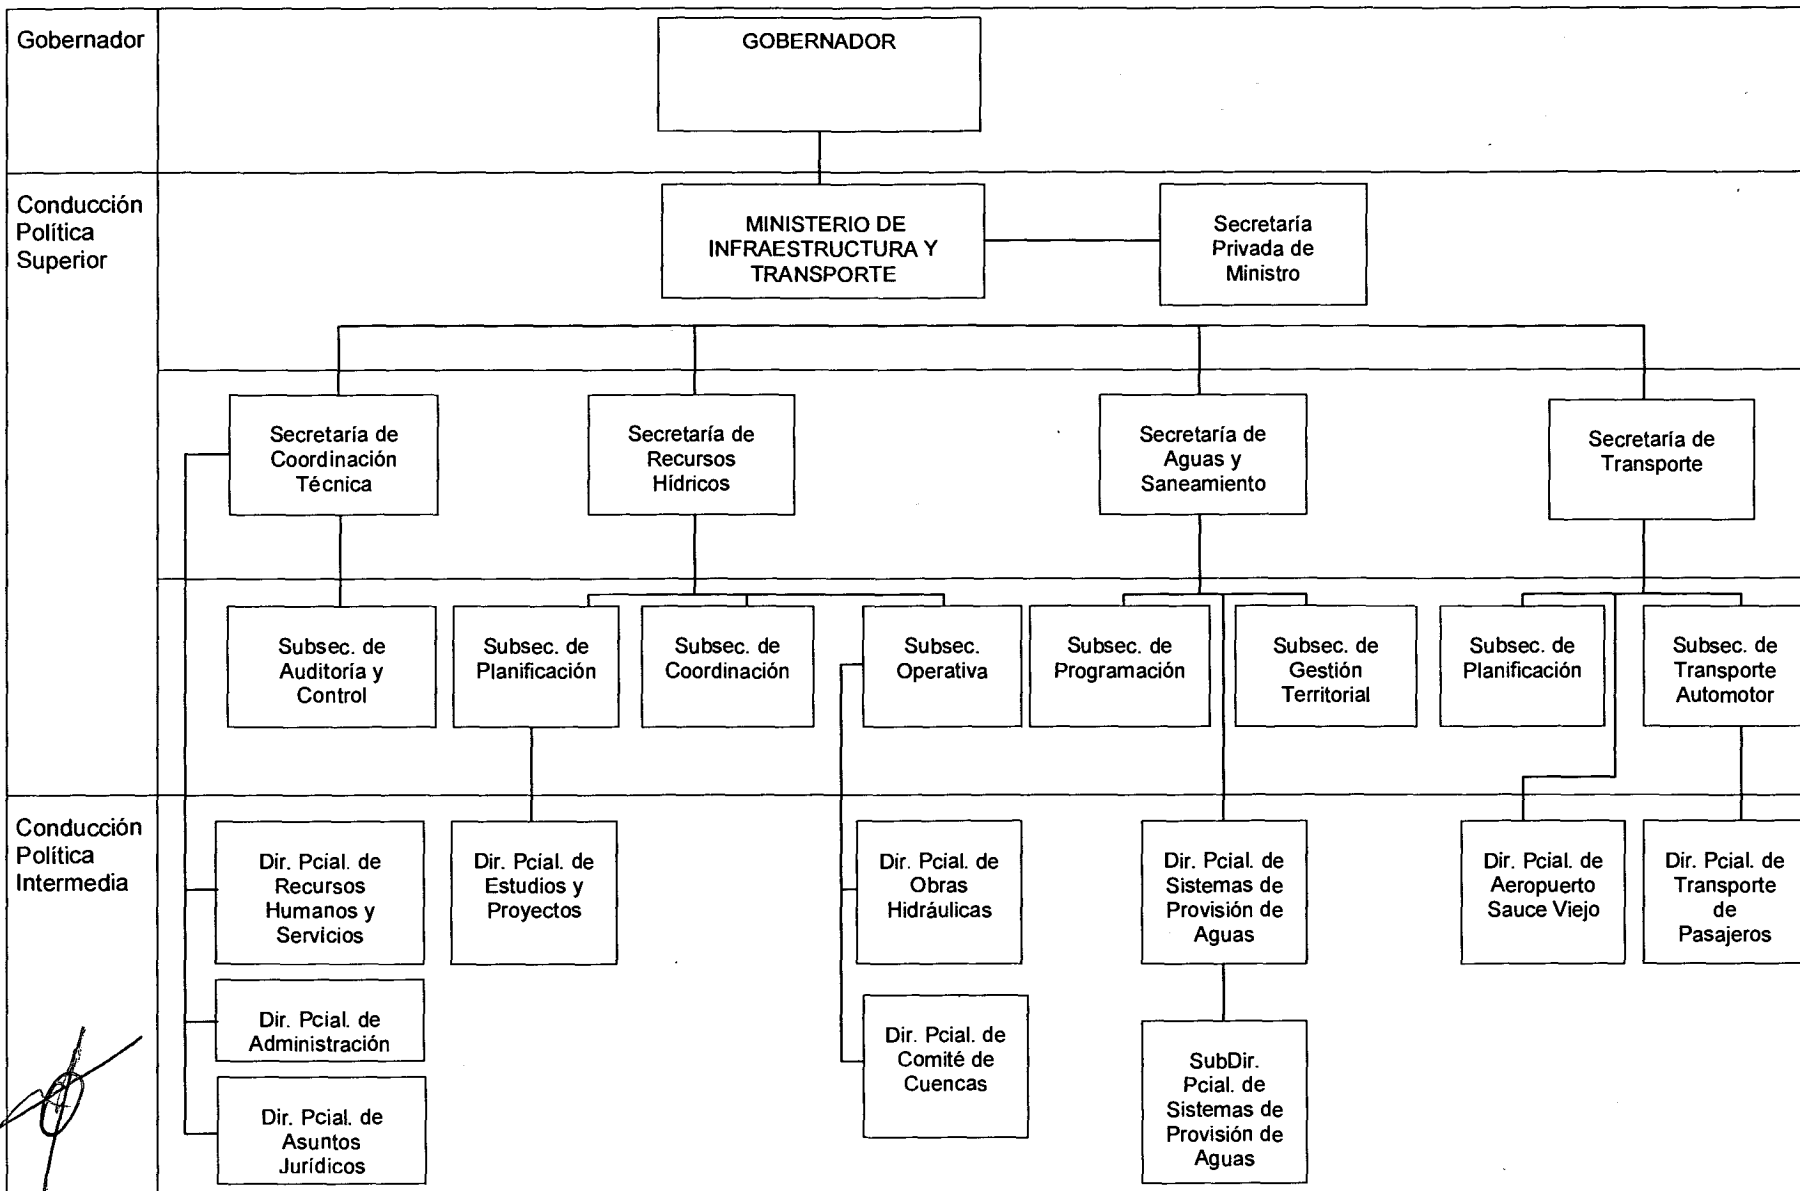 Gobernador
GOBERNADOR
Conducción
Política
Superior
MINISTERIO DE
INFRAESTRUCTURA Y
TRANSPORTE
Secretaría
Privada de
Ministro
Secretaría de
Coordinación
Técnica
Secretaría de
Recursos
Hídricos
Secretaría de
Aguas y
Saneamiento
Secretaría de
Transporte
Subsec. de
Auditoría y
Control
Subsec. de
Planificación
Subsec. de
Coordinación
Subsec.
Operativa
Subsec. de
Programación
Subsec. de
Gestión
Territorial
Subsec. de
Planificación
Subsec. de
Transporte
Automotor
Conducción
Política
Intermedia
Dir. Pcial. de
Recursos
Humanos y
Servicios
Dir. Pcial. de
Estudios y
Proyectos
Dir. Pcial. de
Obras
Hidráulicas
Dir. Pcial. de
Sistemas de
Provisión de
Aguas
Dir. Pcial. de
Aeropuerto
Sauce Viejo
Dir. Pcial. de
Transporte
de
Pasajeros
Dir. Pcial. de
Administración
Dir. Pcial. de
Comité de
Cuencas
SubDir.
Pcial. de
Sistemas de
Provisión de
Aguas
Dir. Pcial. de
Asuntos
Jurídicos